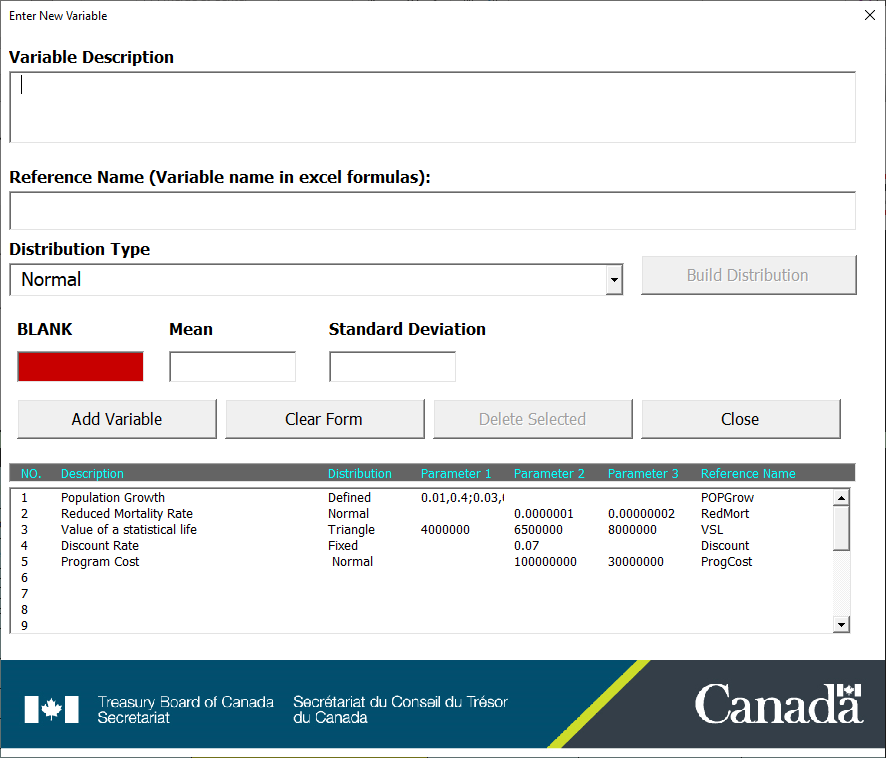 Enter New Variable
Variable Description
Reference Name (Variable name in excel formulas):
Distribution Type
Normal
Build Distribution
BLANK Mean Standard Deviation
Add Variable Clear Form Delete Selected Close
NO. Description Distribution Parameter 1 Parameter 2 Parameter 3 Reference Name
1 Population Growth Defined 0.01,0.4;0.03, POPGrow
2 Reduced Mortality Rate Normal 0.0000001 0.00000002 RedMort
3 Value of a statistical life Triangle 4000000 6500000 8000000 VSL
4 Discount Rate Fixed 0.07 Discount
5 Program Cost Normal 100000000 30000000 ProgCost
6
7
8
9
Treasury Board of Canada Secrétariat du Conseil du Trésor
Secretariat du Canada
Canada